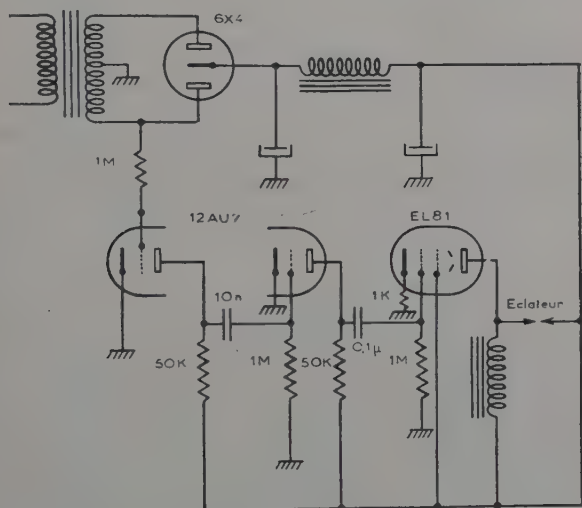 6X4
1M
12AU7
EL81
10n
1K
Eclateur
0,1µ
50K
1M
50K
1M